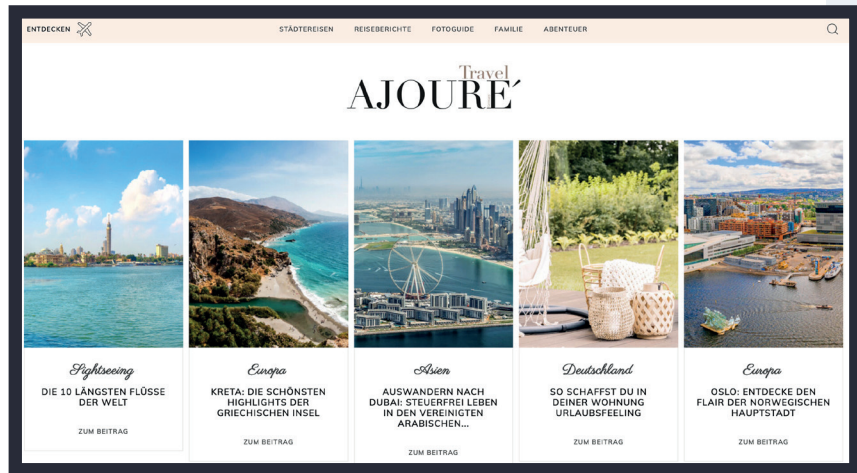 ENTDECKEN
STÄDTEREISEN REISEBERICHTE FOTOGUIDE FAMILIE ABENTEUER
Travel
AJOURÉ
Sightseeing
DIE 10 LÄNGSTEN FLÜSSE
DER WELT
ZUM BEITRAG
Europa
KRETA: DIE SCHÖNSTEN
HIGHLIGHTS DER
GRIECHISCHEN INSEL
ZUM BEITRAG
Asien
AUSWANDERN NACH
DUBAI: STEUERFREI LEBEN
IN DEN VEREINIGTEN
ARABISCHEN...
ZUM BEITRAG
Deutschland
SO SCHAFFST DU IN
DEINER WOHNUNG
URLAUBSFEELING
ZUM BEITRAG
Europa
OSLO: ENTDECKE DEN
FLAIR DER NORWEGISCHEN
HAUPTSTADT
ZUM BEITRAG